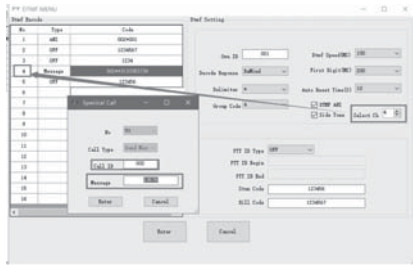 DTMF MENU
Dtmf Encode
No Type Code
1 ANI
2 OFF 1234567
3 OFF 1234
4 Message
5 OFF 123456
6
7
8
9
10
11
12
13
14
15
16
Dtmf Setting
Own ID 001
Dtmf Speed(MS) 100
Decode Response
First Digit(MS)
Delimiter *
Auto Reset Time(S) 10
Group Code #
DTMF ANI
Side Tone
Select Ch 4
PTT ID Type OFF
PTT ID Begin
PTT ID End
Stun Code 123456
Kill Code 1234567
Special Call
No
Call Type
Call ID
Message
Enter Cancel
Enter Cancel